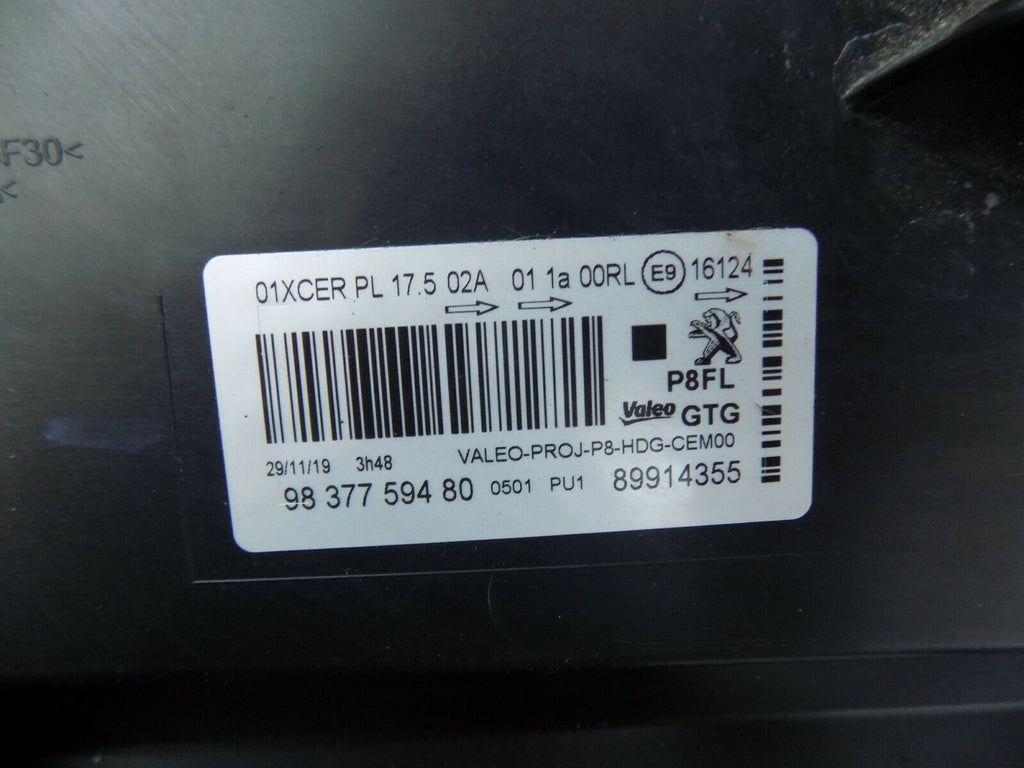 F30<
<
01XCER PL 17.5 02A 01 1a 00RL E9 16124
P8FL
Valeo GTG
VALEO-PROJ-P8-HDG-CEM00
29/11/19 3h48
98 377 594 80 0501 PU1 89914355